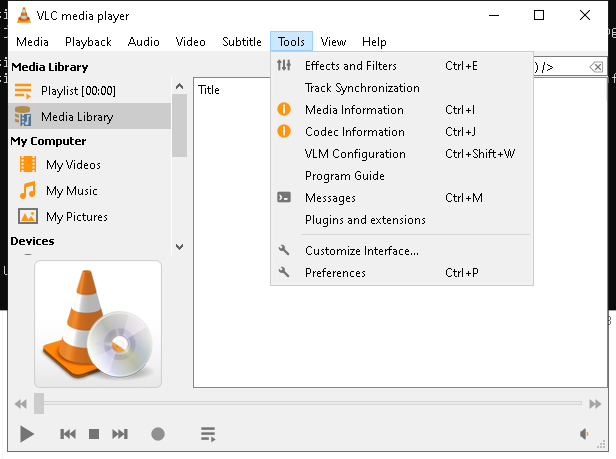 VLC media player
Media Playback Audio Video Subtitle Tools View Help
Media Library
Playlist [00:00]
Media Library
My Computer
My Videos
My Music
My Pictures
Devices
Title
) />
Effects and Filters Ctrl+E
Track Synchronization
Media Information Ctrl+I
Codec Information Ctrl+J
VLM Configuration Ctrl+Shift+W
Program Guide
Messages Ctrl+M
Plugins and extensions
Customize Interface...
Preferences Ctrl+P